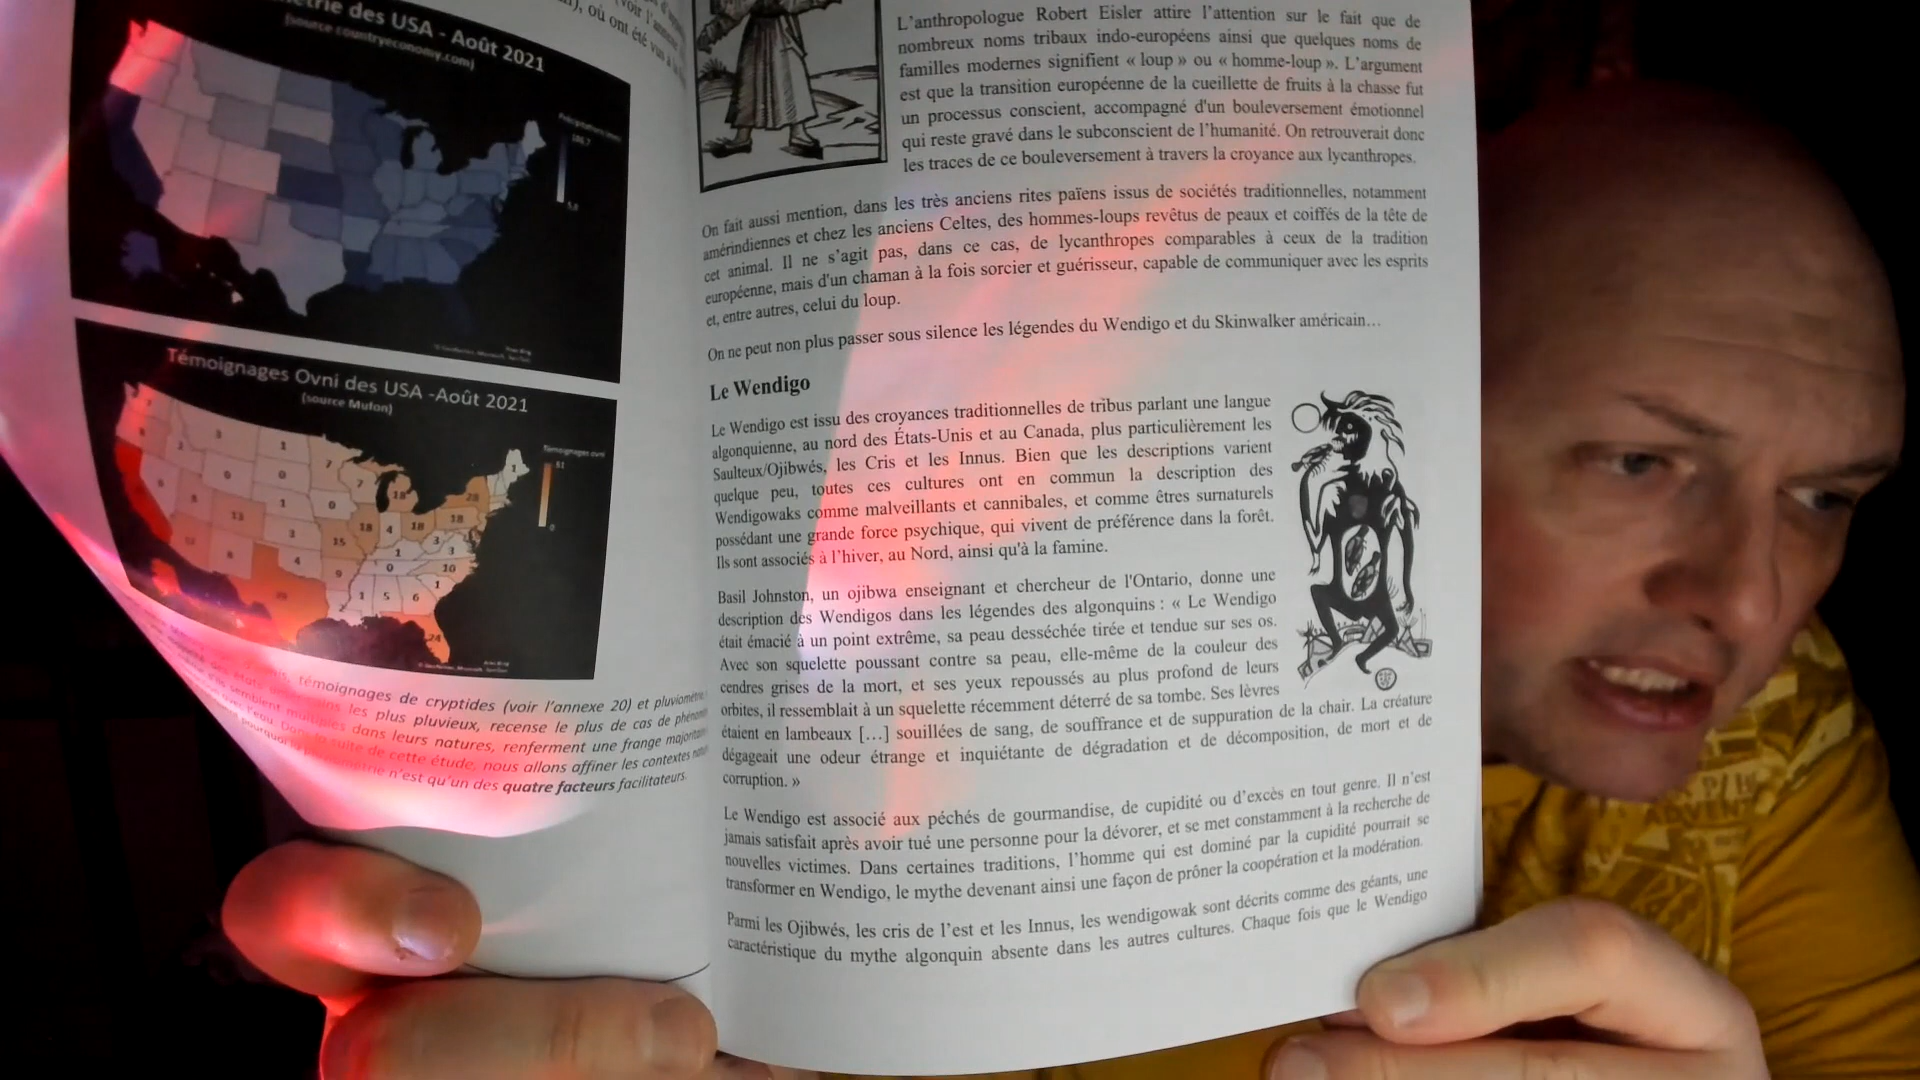 trie des USA - Août 2021
(source countryeconomy.com)
Témoignages Ovni des USA -Août 2021
(source Mufon)
témoignages de cryptides (voir l'annexe 20) et pluviométrie
les plus pluvieux, recense le plus de cas de
multiples dans leurs natures, renferment une frange
suite de cette étude, nous allons affiner les contextes
n'est qu'un des quatre facteurs facilitateurs.
L'anthropologue Robert Eisler attire l'attention sur le fait que de
nombreux noms tribaux indo-européens ainsi que quelques noms de
familles modernes signifient « loup » ou « homme-loup ». L'argument
est que la transition européenne de la cueillette de fruits à la chasse fut
un processus conscient, accompagné d'un bouleversement émotionnel
qui reste gravé dans le subconscient de l'humanité. On retrouverait donc
les traces de ce bouleversement à travers la croyance aux lycanthropes.
On fait aussi mention, dans les très anciens rites païens issus de sociétés traditionnelles, notamment
amérindiennes et chez les anciens Celtes, des hommes-loups revêtus de peaux et coiffés de la tête de
cet animal. Il ne s'agit pas, dans ce cas, de lycanthropes comparables à ceux de la tradition
européenne, mais d'un chaman à la fois sorcier et guérisseur, capable de communiquer avec les esprits
et, entre autres, celui du loup.
On ne peut non plus passer sous silence les légendes du Wendigo et du Skinwalker américain…
Le Wendigo
Le Wendigo est issu des croyances traditionnelles de tribus parlant une langue
algonquienne, au nord des États-Unis et au Canada, plus particulièrement les
Saulteux/Ojibwés, les Cris et les Innus. Bien que les descriptions varient
quelque peu, toutes ces cultures ont en commun la description des
Wendigowaks comme malveillants et cannibales, et comme êtres surnaturels
possédant une grande force psychique, qui vivent de préférence dans la forêt.
Ils sont associés à l'hiver, au Nord, ainsi qu'à la famine.
Basil Johnston, un ojibwa enseignant et chercheur de l'Ontario, donne une
description des Wendigos dans les légendes des algonquins : « Le Wendigo
était émacié à un point extrême, sa peau desséchée tirée et tendue sur ses os.
Avec son squelette poussant contre sa peau, elle-même de la couleur des
cendres grises de la mort, et ses yeux repoussés au plus profond de leurs
orbites, il ressemblait à un squelette récemment déterré de sa tombe. Ses lèvres
étaient en lambeaux […] souillées de sang, de souffrance et de suppuration de la chair. La créature
dégageait une odeur étrange et inquiétante de dégradation et de décomposition, de mort et de
corruption. »
Le Wendigo est associé aux péchés de gourmandise, de cupidité ou d'excès en tout genre. Il n'est
jamais satisfait après avoir tué une personne pour la dévorer, et se met constamment à la recherche de
nouvelles victimes. Dans certaines traditions, l'homme qui est dominé par la cupidité pourrait se
transformer en Wendigo, le mythe devenant ainsi une façon de prôner la coopération et la modération.
Parmi les Ojibwés, les cris de l'est et les Innus, les wendigowak sont décrits comme des géants, une
caractéristique du mythe algonquin absente dans les autres cultures. Chaque fois que le Wendigo